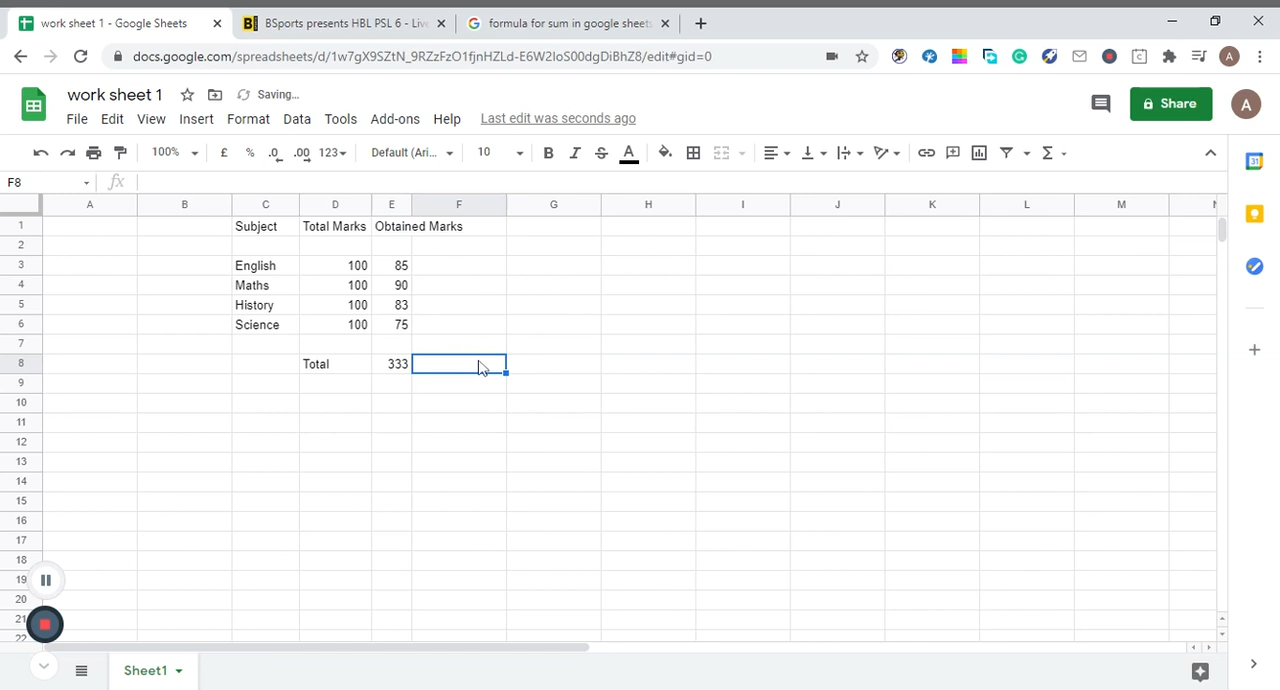 work sheet 1 - Google Sheets BSports presents HBL PSL 6 - Live formula for sum in google sheets
docs.google.com/spreadsheets/d/1w7gX9SZtN_9RZzFzO1fjnHZLd-E6W2IoS00dgDiBhZ8/edit#gid=0
work sheet 1 Saving...
File Edit View Insert Format Data Tools Add-ons Help Last edit was seconds ago
Share
A
100% £ % .0 .00 123 Default (Ari... 10 B I S A Σ
F8 fx
A B C D E F G H I J K L M
1 Subject Total Marks Obtained Marks
2
3 English 100 85
4 Maths 100 90
5 History 100 83
6 Science 100 75
7
8 Total 333
9
10
11
12
13
14
15
16
17
18
19
20
21
22
Sheet1